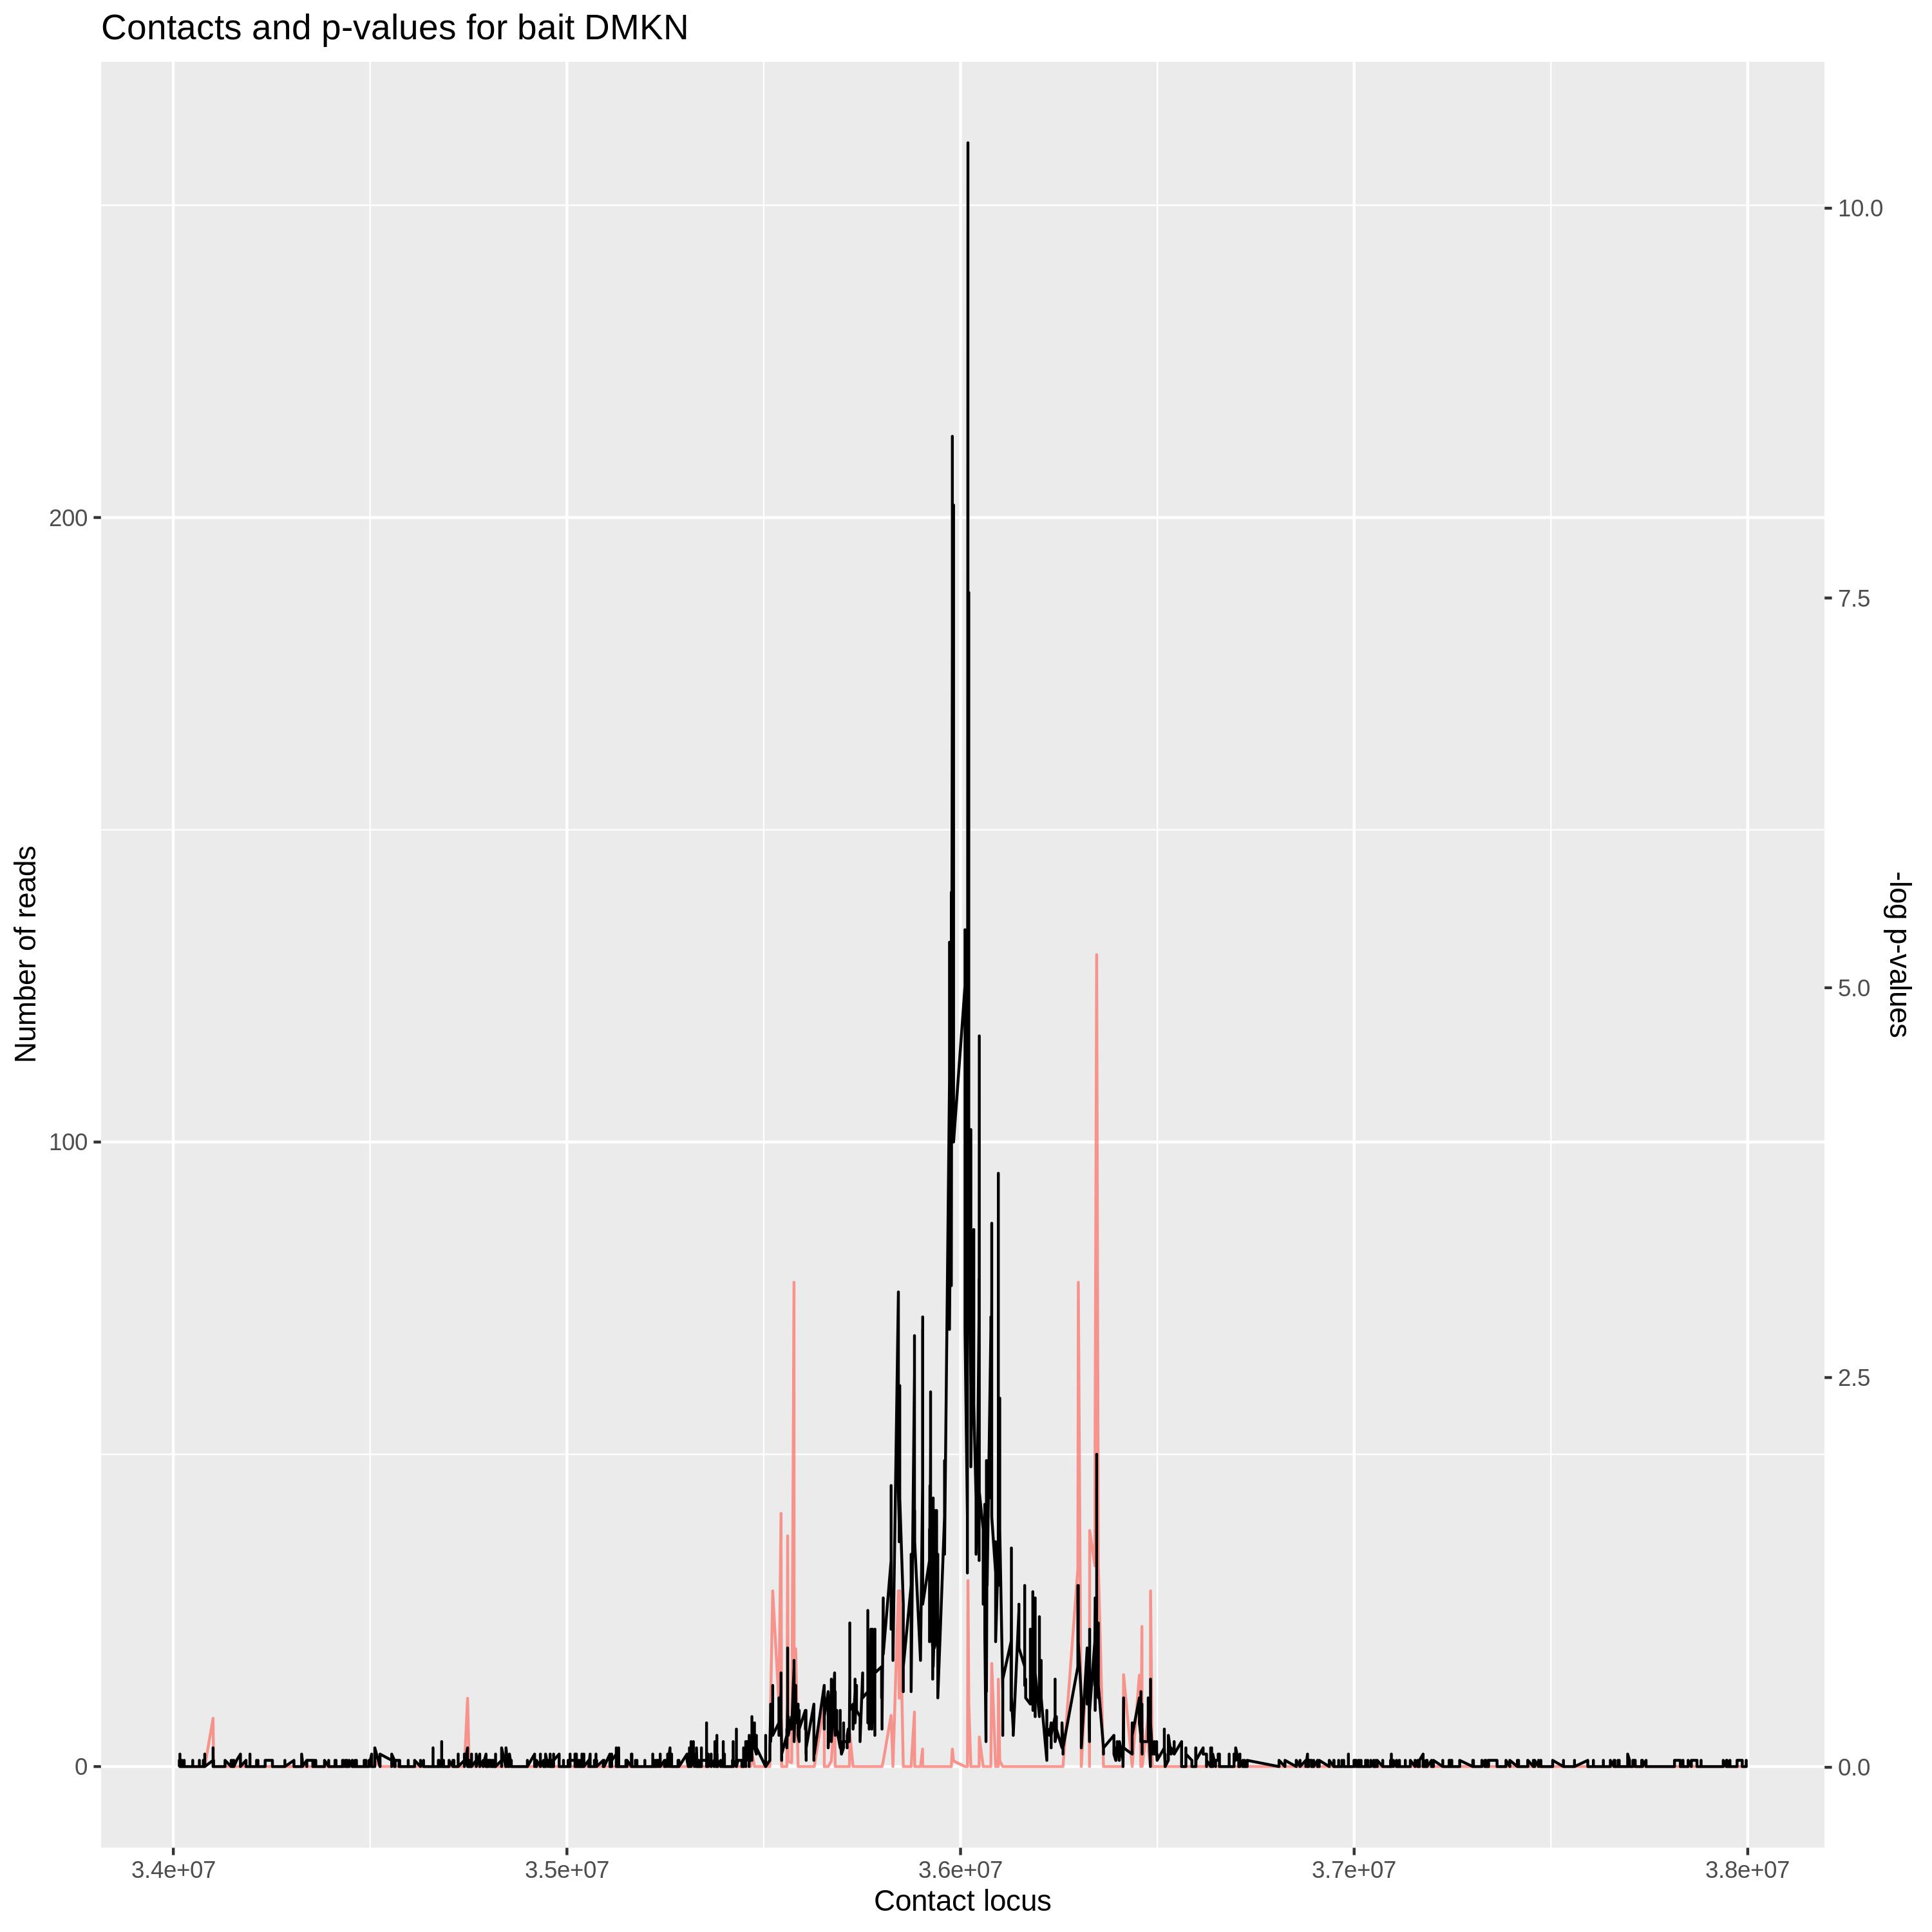 Contacts and p-values for bait DMKN
Number of reads
200
100
0
10.0
7.5
5.0
2.5
0.0
-log p-values
3.4e+07 3.5e+07 3.6e+07 3.7e+07 3.8e+07
Contact locus